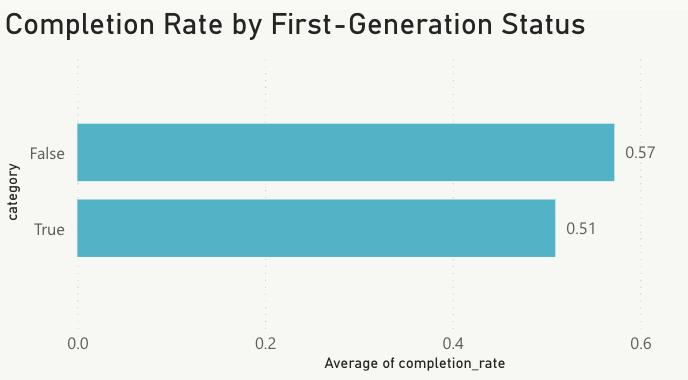 Completion Rate by First-Generation Status
category
False
0.57
True
0.51
0.0
0.2
0.4
0.6
Average of completion_rate